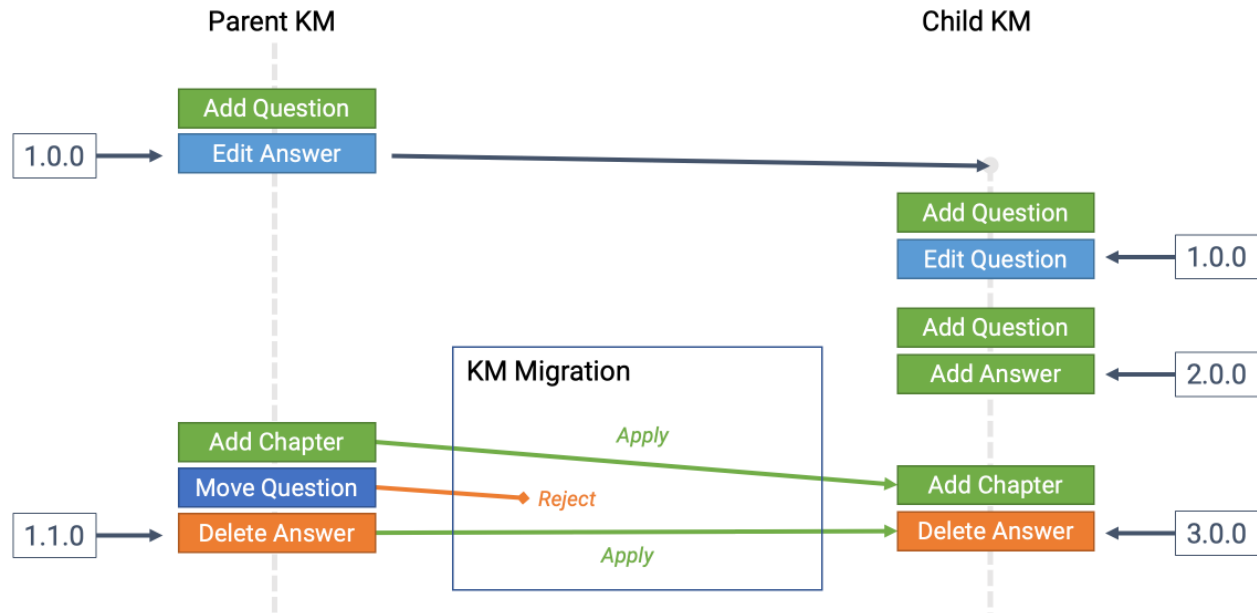 Parent KM
Child KM
Add Question
1.0.0
Edit Answer
Add Question
Edit Question
1.0.0
Add Question
KM Migration
Add Answer
2.0.0
Add Chapter
Apply
Add Chapter
Move Question
Reject
1.1.0
Delete Answer
Apply
Delete Answer
3.0.0